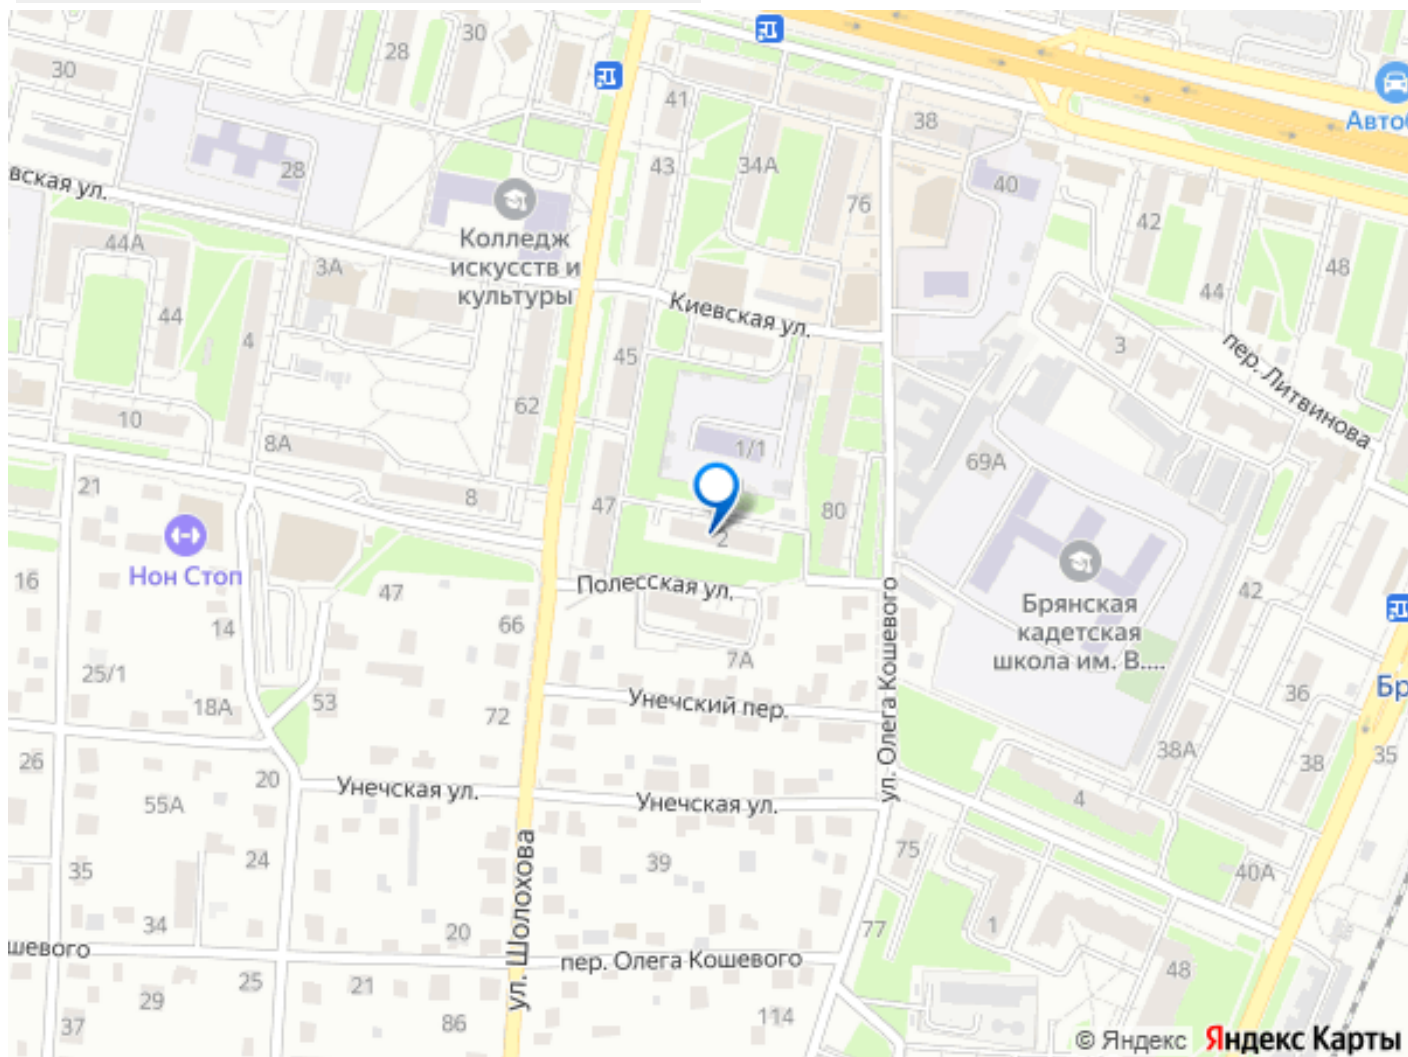 30
28
30
41
38
Автоб
43
34А
40
28
76
42
вская ул.
Колледж
искусств и
культуры
44А
3А
48
44
Киевская ул.
44
4
45
3
пер. Литвинова
62
10
8А
1/1
69А
21
8
47
80
2
Нон Стоп
16
47
Полесская ул.
42
Брянская
кадетская
школа им. В....
14
66
7А
25/1
Унечский пер.
ул. Олега Кошевого
36
Бр
18А
53
72
38А
26
20
Унечская ул.
Унечская ул.
4
38
35
55А
ул. Шолохова
24
39
75
35
40А
34
20
77
1
шевого
пер. Олега Кошевого
48
29
25
21
37
86
114
© Яндекс Яндекс Карты